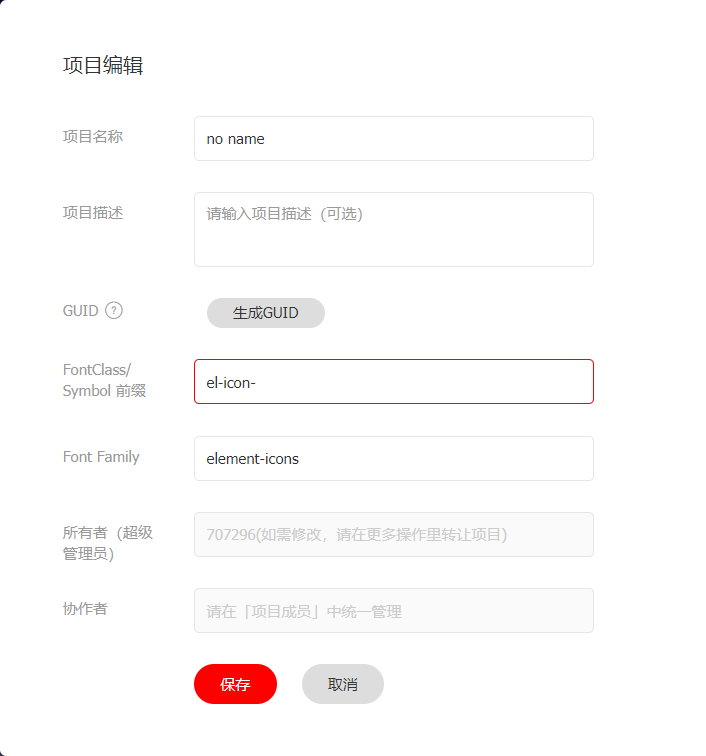 项目编辑
项目名称
no name
项目描述
请输入项目描述（可选）
GUID ?
生成GUID
FontClass/
Symbol 前缀
el-icon-
Font Family
element-icons
所有者（超级
管理员）
707296(如需修改，请在更多操作里转让项目)
协作者
请在「项目成员」中统一管理
保存
取消